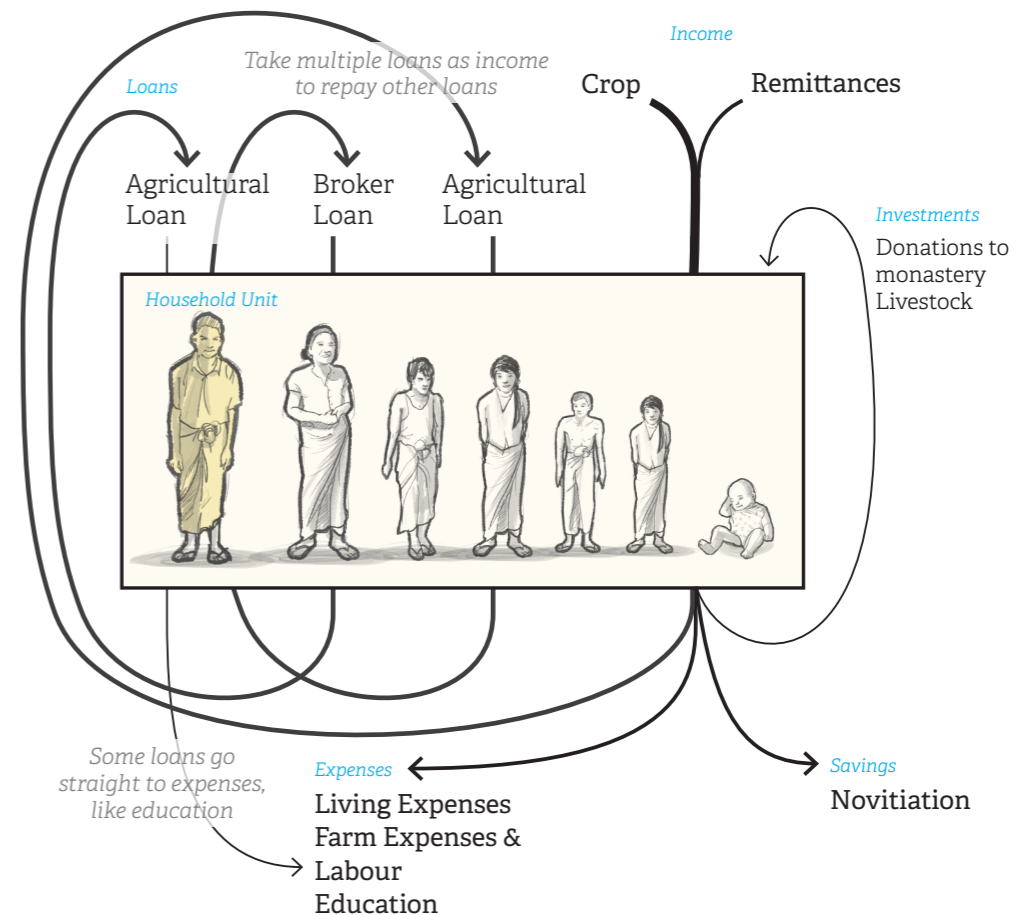 Income
Take multiple loans as income
to repay other loans
Loans
Crop
Remittances
Agricultural
Loan
Broker
Loan
Agricultural
Loan
Investments
Donations to
monastery
Livestock
Household Unit
Some loans go
straight to expenses,
like education
Expenses
Living Expenses
Farm Expenses &
Labour
Education
Savings
Novitiation